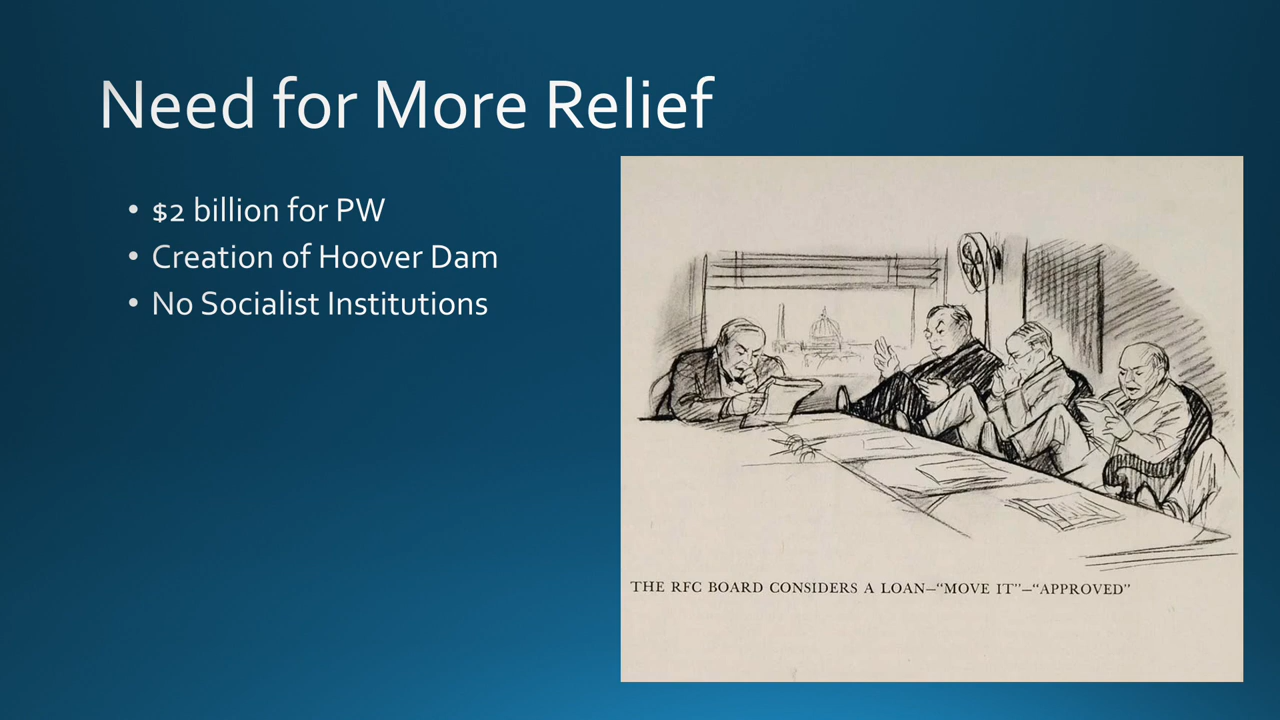 Need for More Relief
• $2 billion for PW
• Creation of Hoover Dam
• No Socialist Institutions
THE RFC BOARD CONSIDERS A LOAN—“MOVE IT”—“APPROVED”